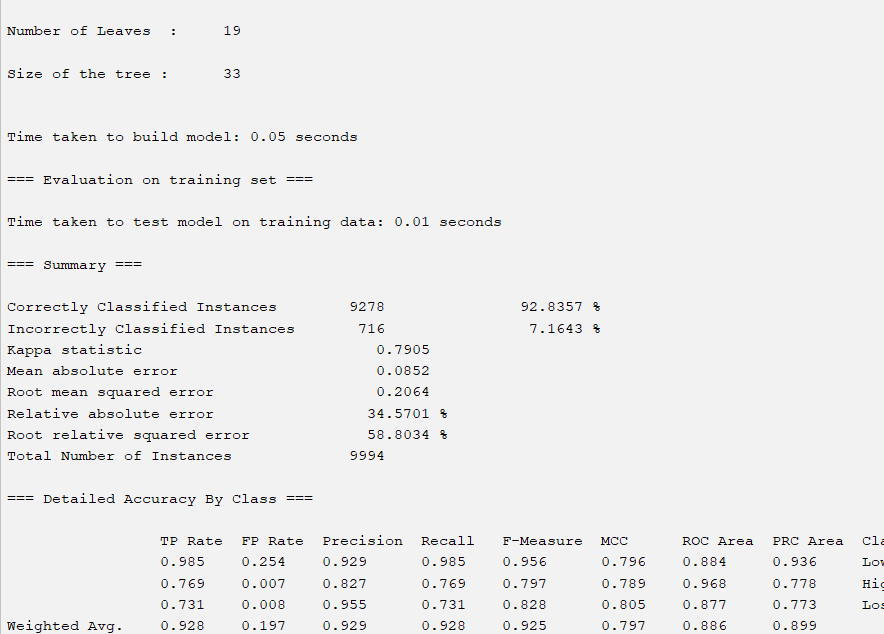 Number of Leaves  :     19
Size of the tree :      33
Time taken to build model: 0.05 seconds
=== Evaluation on training set ===
Time taken to test model on training data: 0.01 seconds
=== Summary ===
Correctly Classified Instances        9278               92.8357 %
Incorrectly Classified Instances       716                7.1643 %
Kappa statistic                          0.7905
Mean absolute error                      0.0852
Root mean squared error                  0.2064
Relative absolute error                 34.5701 %
Root relative squared error             58.8034 %
Total Number of Instances             9994
=== Detailed Accuracy By Class ===
                 TP Rate  FP Rate  Precision  Recall   F-Measure  MCC      ROC Area  PRC Area  Cla
                 0.985    0.254    0.929      0.985    0.956      0.796    0.884     0.936     Low
                 0.769    0.007    0.827      0.769    0.797      0.789    0.968     0.778     Hig
                 0.731    0.008    0.955      0.731    0.828      0.805    0.877     0.773     Los
Weighted Avg.    0.928    0.197    0.929      0.928    0.925      0.797    0.886     0.899